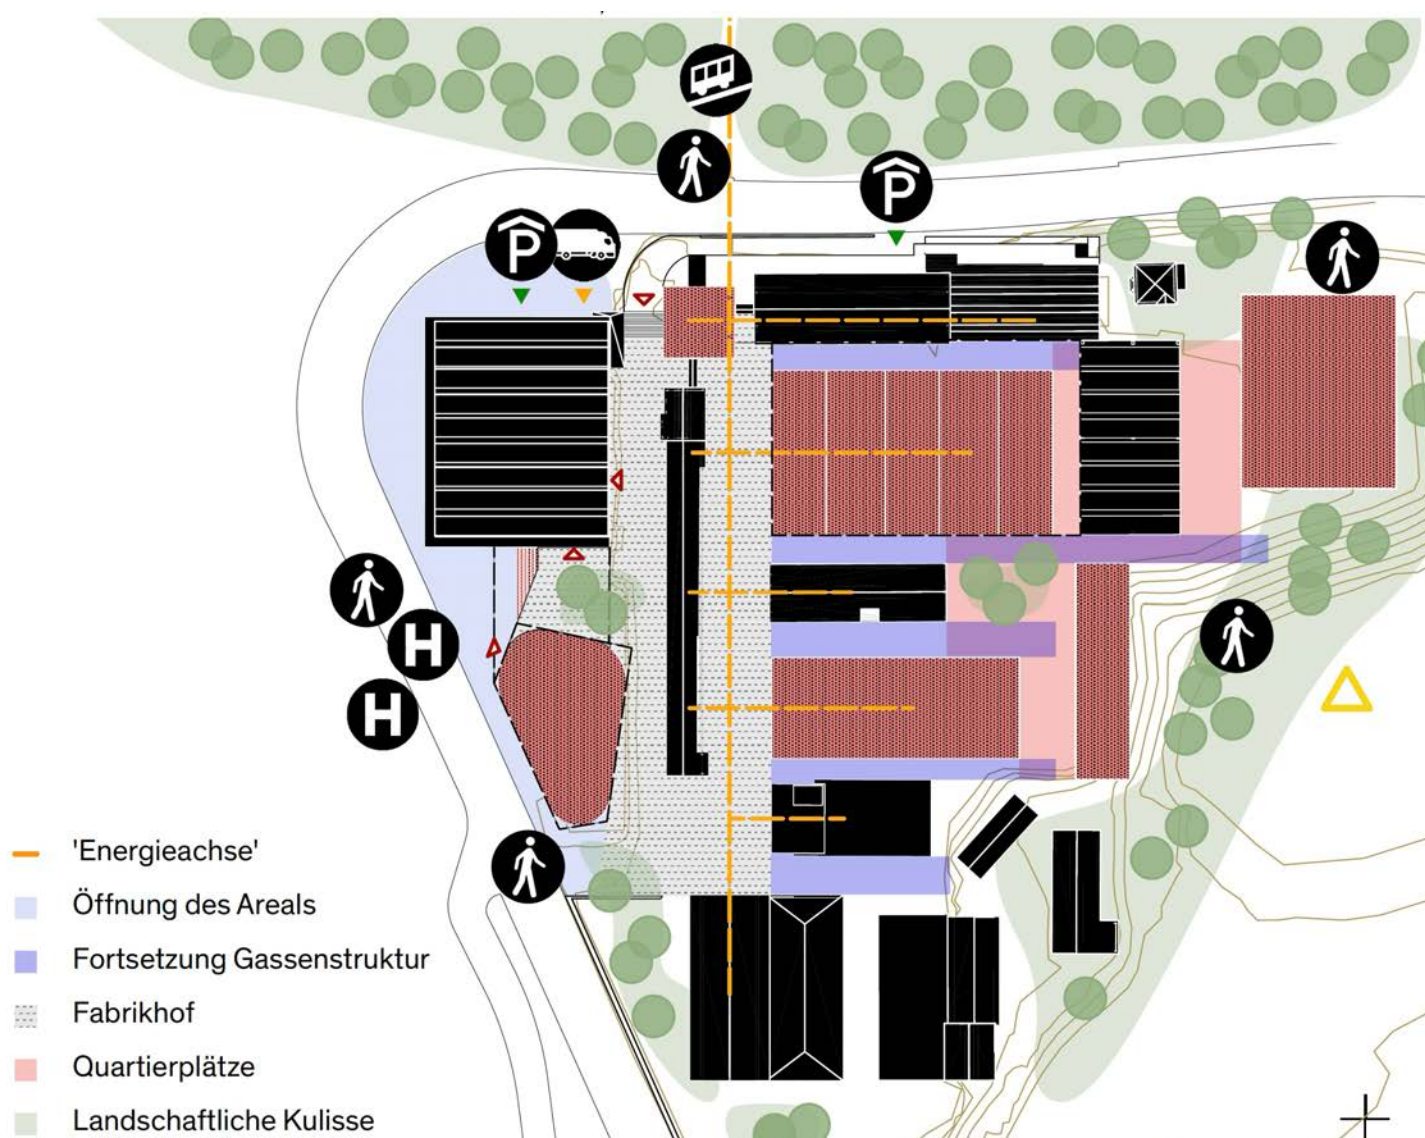 P
P
H
H
'Energieachse'
Öffnung des Areals
Fortsetzung Gassenstruktur
Fabrikhof
Quartierplätze
Landschaftliche Kulisse